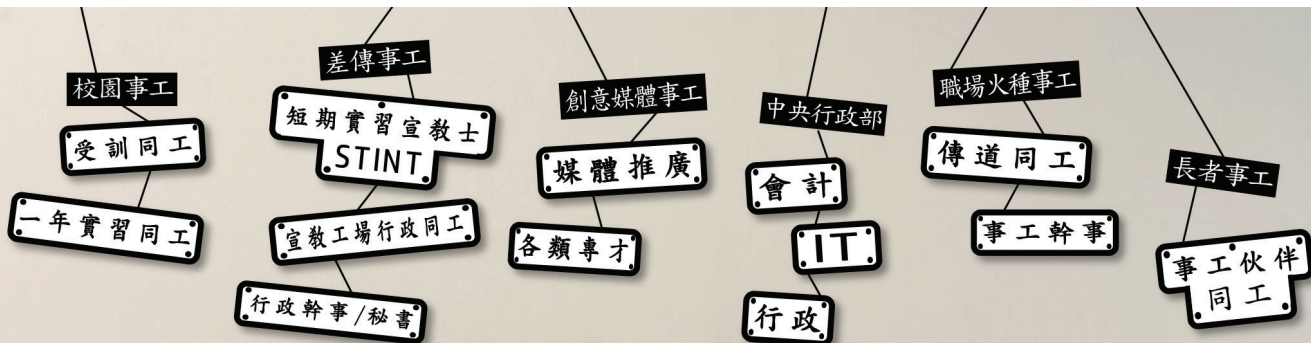 校園事工
受訓同工
一年實習同工
差傳事工
短期實習宣教士
STINT
宣教工場行政同工
行政幹事/秘書
創意媒體事工
媒體推廣
各類專才
中央行政部
會計
IT
行政
職場火種事工
傳道同工
事工幹事
長者事工
事工伙伴
同工